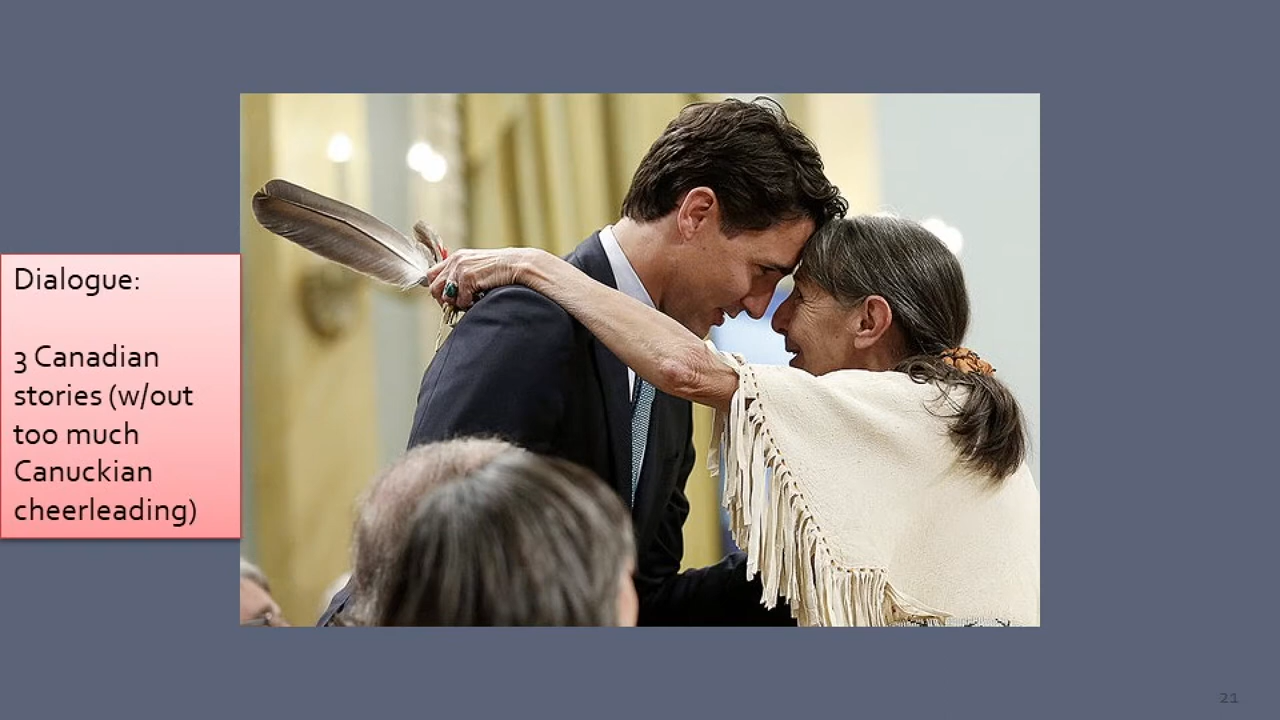 Dialogue:
3 Canadian
stories (w/out
too much
Canuckian
cheerleading)
21